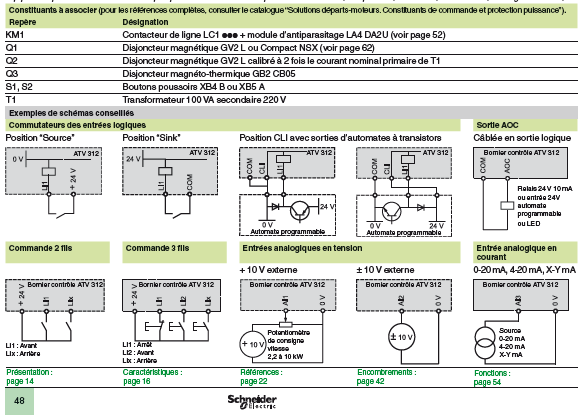 Constituants à associer (pour les références complètes, consulter le catalogue "Solutions départs-moteurs. Constituants de commande et protection puissance").
Repère Désignation
KM1 Contacteur de ligne LC1 ●●● + module d'antiparasitage LA4 DA2U (voir page 52)
Q1 Disjoncteur magnétique GV2 L ou Compact NSX (voir page 62)
Q2 Disjoncteur magnétique GV2 L calibré à 2 fois le courant nominal primaire de T1
Q3 Disjoncteur magnéto-thermique GB2 CB05
S1, S2 Boutons poussoirs XB4 B ou XB5 A
T1 Transformateur 100 VA secondaire 220 V
Exemples de schémas conseillés
Commutateurs des entrées logiques Sortie AOC
Position "Source" Position "Sink" Position CLI avec sorties d'automates à transistors Câblée en sortie logique
0 V ATV 312 LI1 + 24 V
24 V ATV 312 LI1 COM
COM CLI LI1 ATV 312 24 V 0 V Automate programmable
COM CLI LI1 ATV 312 24 V 0 V Automate programmable
Bornier contrôle ATV 312
COM AOC
Relais 24 V 10 mA
ou entrée 24V
automate
programmable
ou LED
Commande 2 fils Commande 3 fils Entrées analogiques en tension Entrée analogique en
courant
+ 10 V externe ± 10 V externe 0-20 mA, 4-20 mA, X-Y mA
Bornier contrôle ATV 312
+ 24 V LI1 LIx
LI1 : Avant
LIx : Arrière
Bornier contrôle ATV 312
+ 24 V LI1 LI2 LIx
LI1 : Arrêt
LI2 : Avant
LIx : Arrière
Bornier contrôle ATV 312
AI1 0 V
+ 10 V
Potentiomètre
de consigne
vitesse
2,2 à 10 kW
Bornier contrôle ATV 312
AI2 0 V
± 10 V
Bornier contrôle ATV 312
AI3 0 V
Source
0-20 mA
4-20 mA
X-Y mA
Présentation : Caractéristiques : Références : Encombrements : Fonctions :
page 14 page 16 page 22 page 42 page 54
48 Schneider
Electric